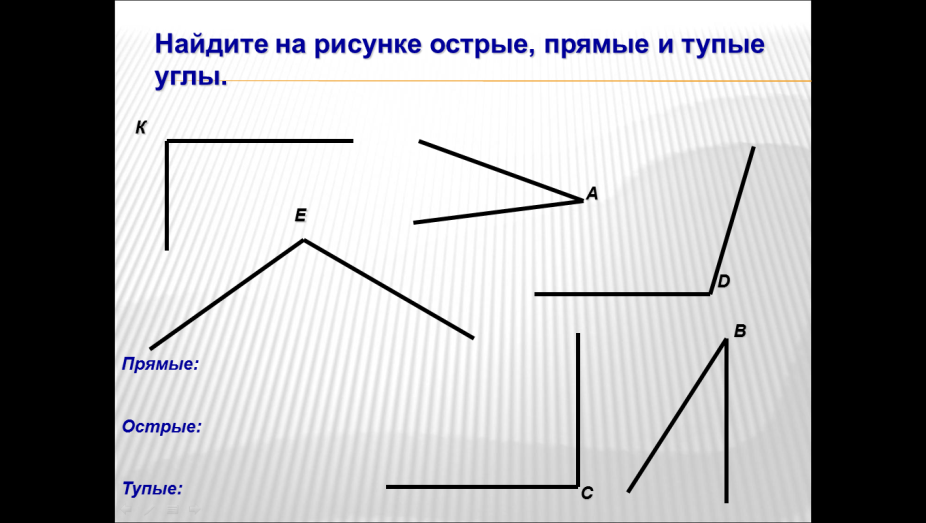 Найдите на рисунке острые, прямые и тупые
углы.
К
А
Е
D
В
Прямые:
Острые:
Тупые:
С